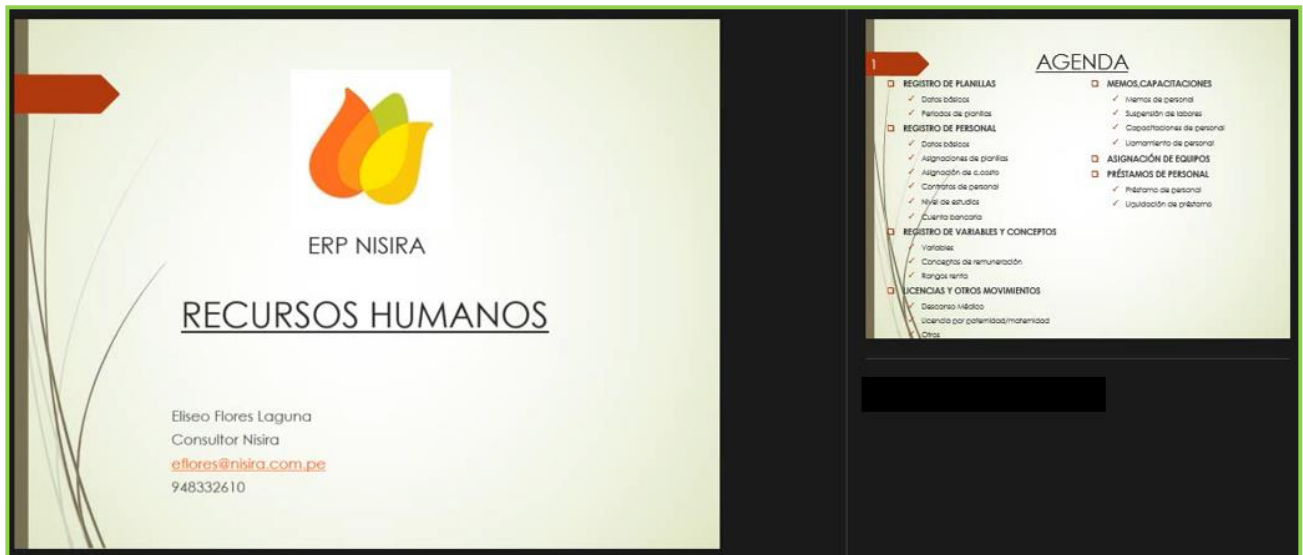 ERP NISIRA
RECURSOS HUMANOS
Eliseo Flores Laguna
Consultor Nisira
eflores@nisira.com.pe
948332610
1
AGENDA
REGISTRO DE PLANILLAS
Datos básicos
Periodos de planillas
REGISTRO DE PERSONAL
Datos básicos
Asignaciones de planillas
Asignación de c.costo
Contratos de personal
Nivel de estudios
Cuenta bancaria
REGISTRO DE VARIABLES Y CONCEPTOS
Variables
Conceptos de remuneración
Rangos renta
LICENCIAS Y OTROS MOVIMIENTOS
Descanso Médico
Licencia por paternidad/maternidad
Otros
MEMOS,CAPACITACIONES
Memos de personal
Suspensión de labores
Capacitaciones de personal
Llamamiento de personal
ASIGNACIÓN DE EQUIPOS
PRÉSTAMOS DE PERSONAL
Préstamo de personal
Liquidación de préstamo